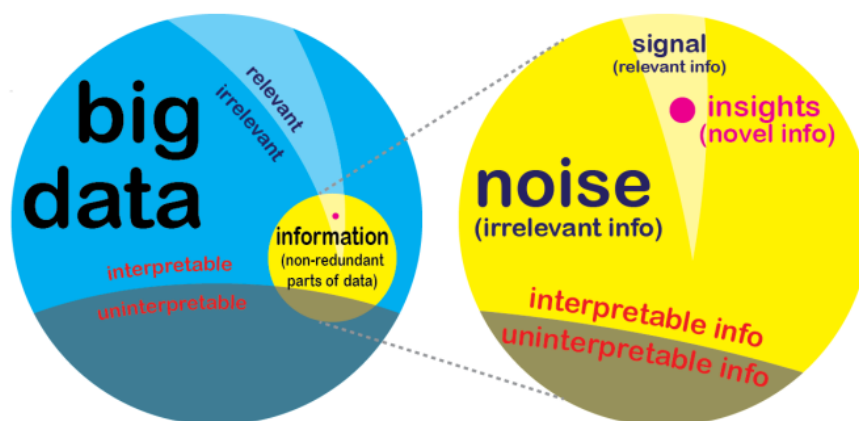 big
data
relevant
irrelevant
information
(non-redundant
parts of data)
interpretable
uninterpretable
signal
(relevant info)
insights
(novel info)
noise
(irrelevant info)
interpretable info
uninterpretable info